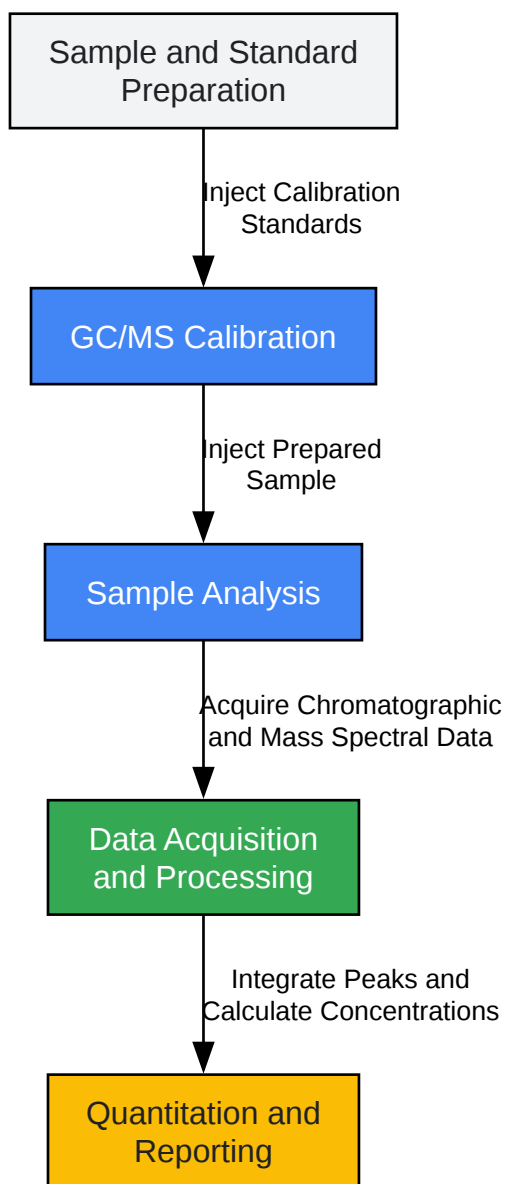 Sample and Standard
Preparation
Inject Calibration
Standards
GC/MS Calibration
Inject Prepared
Sample
Sample Analysis
Acquire Chromatographic
and Mass Spectral Data
Data Acquisition
and Processing
Integrate Peaks and
Calculate Concentrations
Quantitation and
Reporting